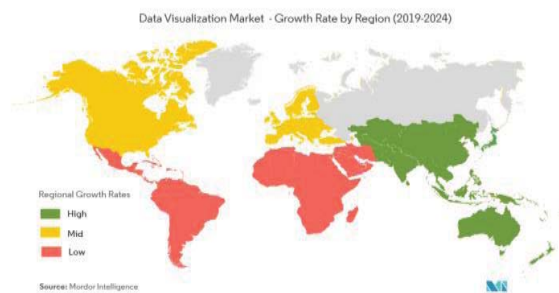 Data Visualization Market - Growth Rate by Region (2019-2024)
Regional Growth Rates
High
Mid
Low
Source: Mordor Intelligence